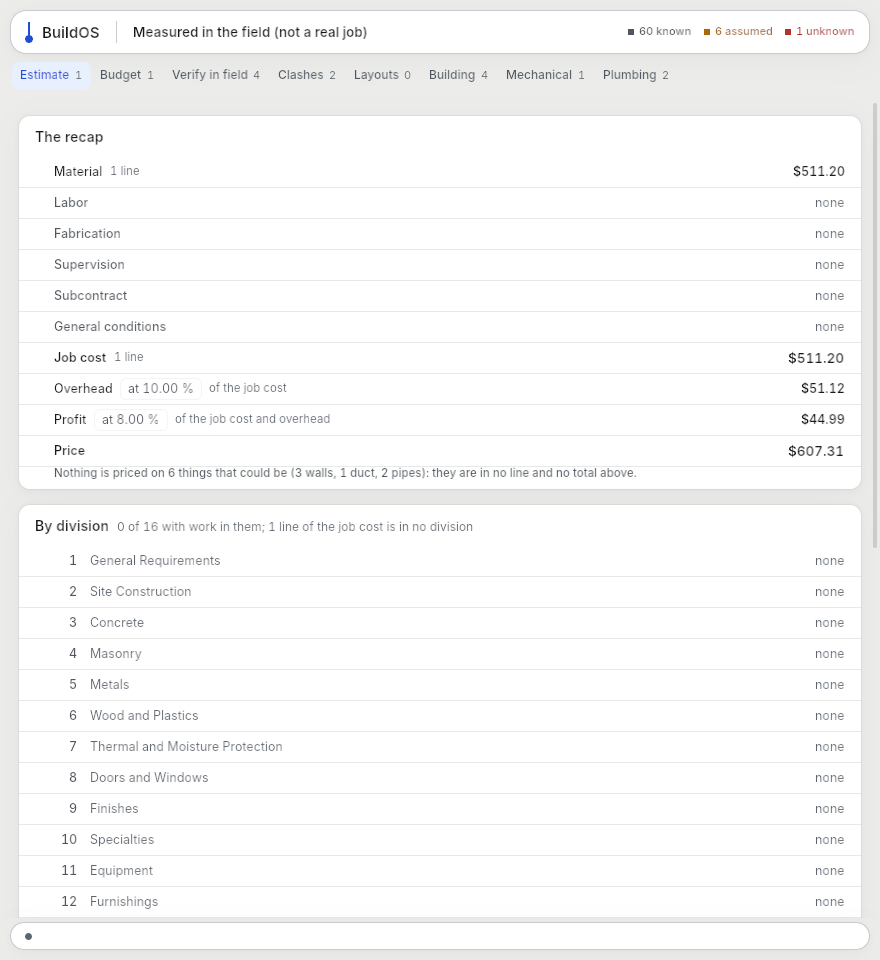 BuildOS Measured in the field (not a real job) 60 known 6 assumed 1 unknown
Estimate 1 Budget 1 Verify in field 4 Clashes 2 Layouts 0 Building 4 Mechanical 1 Plumbing 2
The recap
Material 1 line $511.20
Labor none
Fabrication none
Supervision none
Subcontract none
General conditions none
Job cost 1 line $511.20
Overhead at 10.00 % of the job cost $51.12
Profit at 8.00 % of the job cost and overhead $44.99
Price $607.31
Nothing is priced on 6 things that could be (3 walls, 1 duct, 2 pipes): they are in no line and no total above.
By division 0 of 16 with work in them; 1 line of the job cost is in no division
1 General Requirements none
2 Site Construction none
3 Concrete none
4 Masonry none
5 Metals none
6 Wood and Plastics none
7 Thermal and Moisture Protection none
8 Doors and Windows none
9 Finishes none
10 Specialties none
11 Equipment none
12 Furnishings none